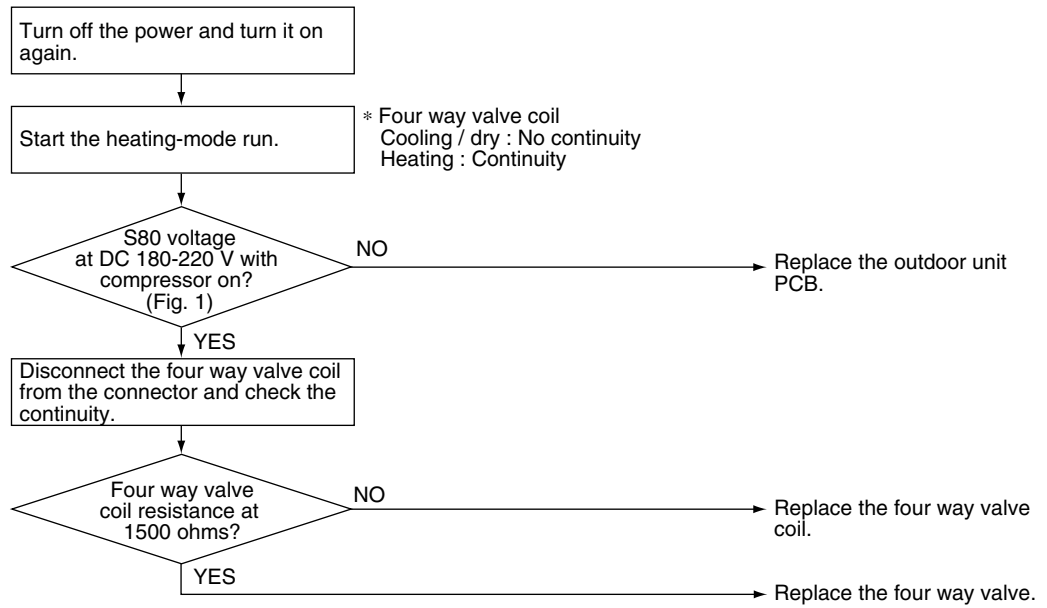 Turn off the power and turn it on
again.
Start the heating-mode run.
* Four way valve coil
Cooling / dry : No continuity
Heating : Continuity
S80 voltage
at DC 180-220 V with
compressor on?
(Fig. 1)
NO
Replace the outdoor unit
PCB.
YES
Disconnect the four way valve coil
from the connector and check the
continuity.
Four way valve
coil resistance at
1500 ohms?
NO
Replace the four way valve
coil.
YES
Replace the four way valve.